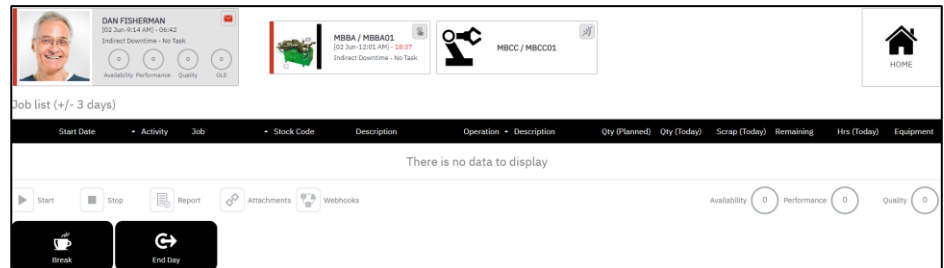 DAN FISHERMAN
[02 Jun-9:14 AM] - 06:42
Indirect Downtime - No Task
0 0 0 0
Availability Performance Quality OLE
MBBA / MBBA01
[02 Jun-12:01 AM] - 18:37
Indirect Downtime - No Task
MBCC / MBCC01
HOME
Job list (+/- 3 days)
Start Date Activity Job Stock Code Description Operation Description Qty (Planned) Qty (Today) Scrap (Today) Remaining Hrs (Today) Equipment
There is no data to display
Start Stop Report Attachments Webhooks Availability 0 Performance 0 Quality 0
Break End Day